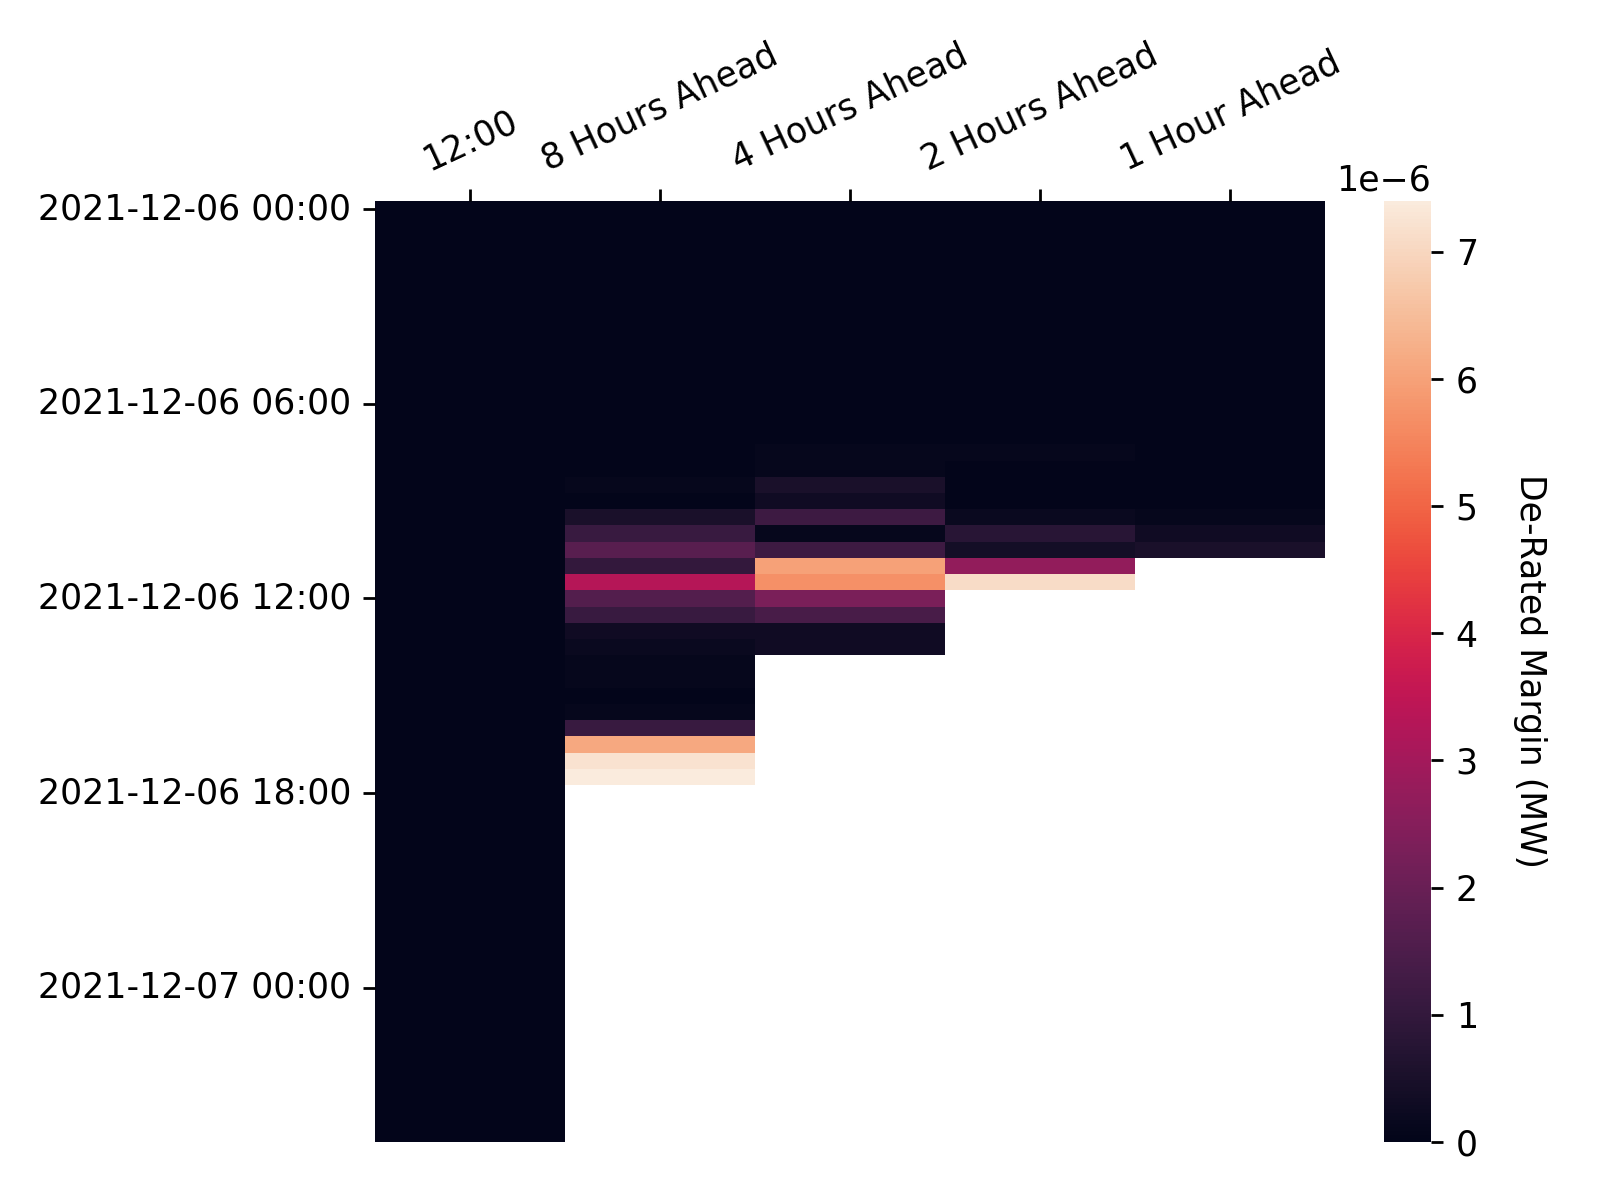 12:00
8 Hours Ahead
4 Hours Ahead
2 Hours Ahead
1 Hour Ahead
1e−6
2021-12-06 00:00
2021-12-06 06:00
2021-12-06 12:00
2021-12-06 18:00
2021-12-07 00:00
7
6
5
4
3
2
1
0
De-Rated Margin (MW)